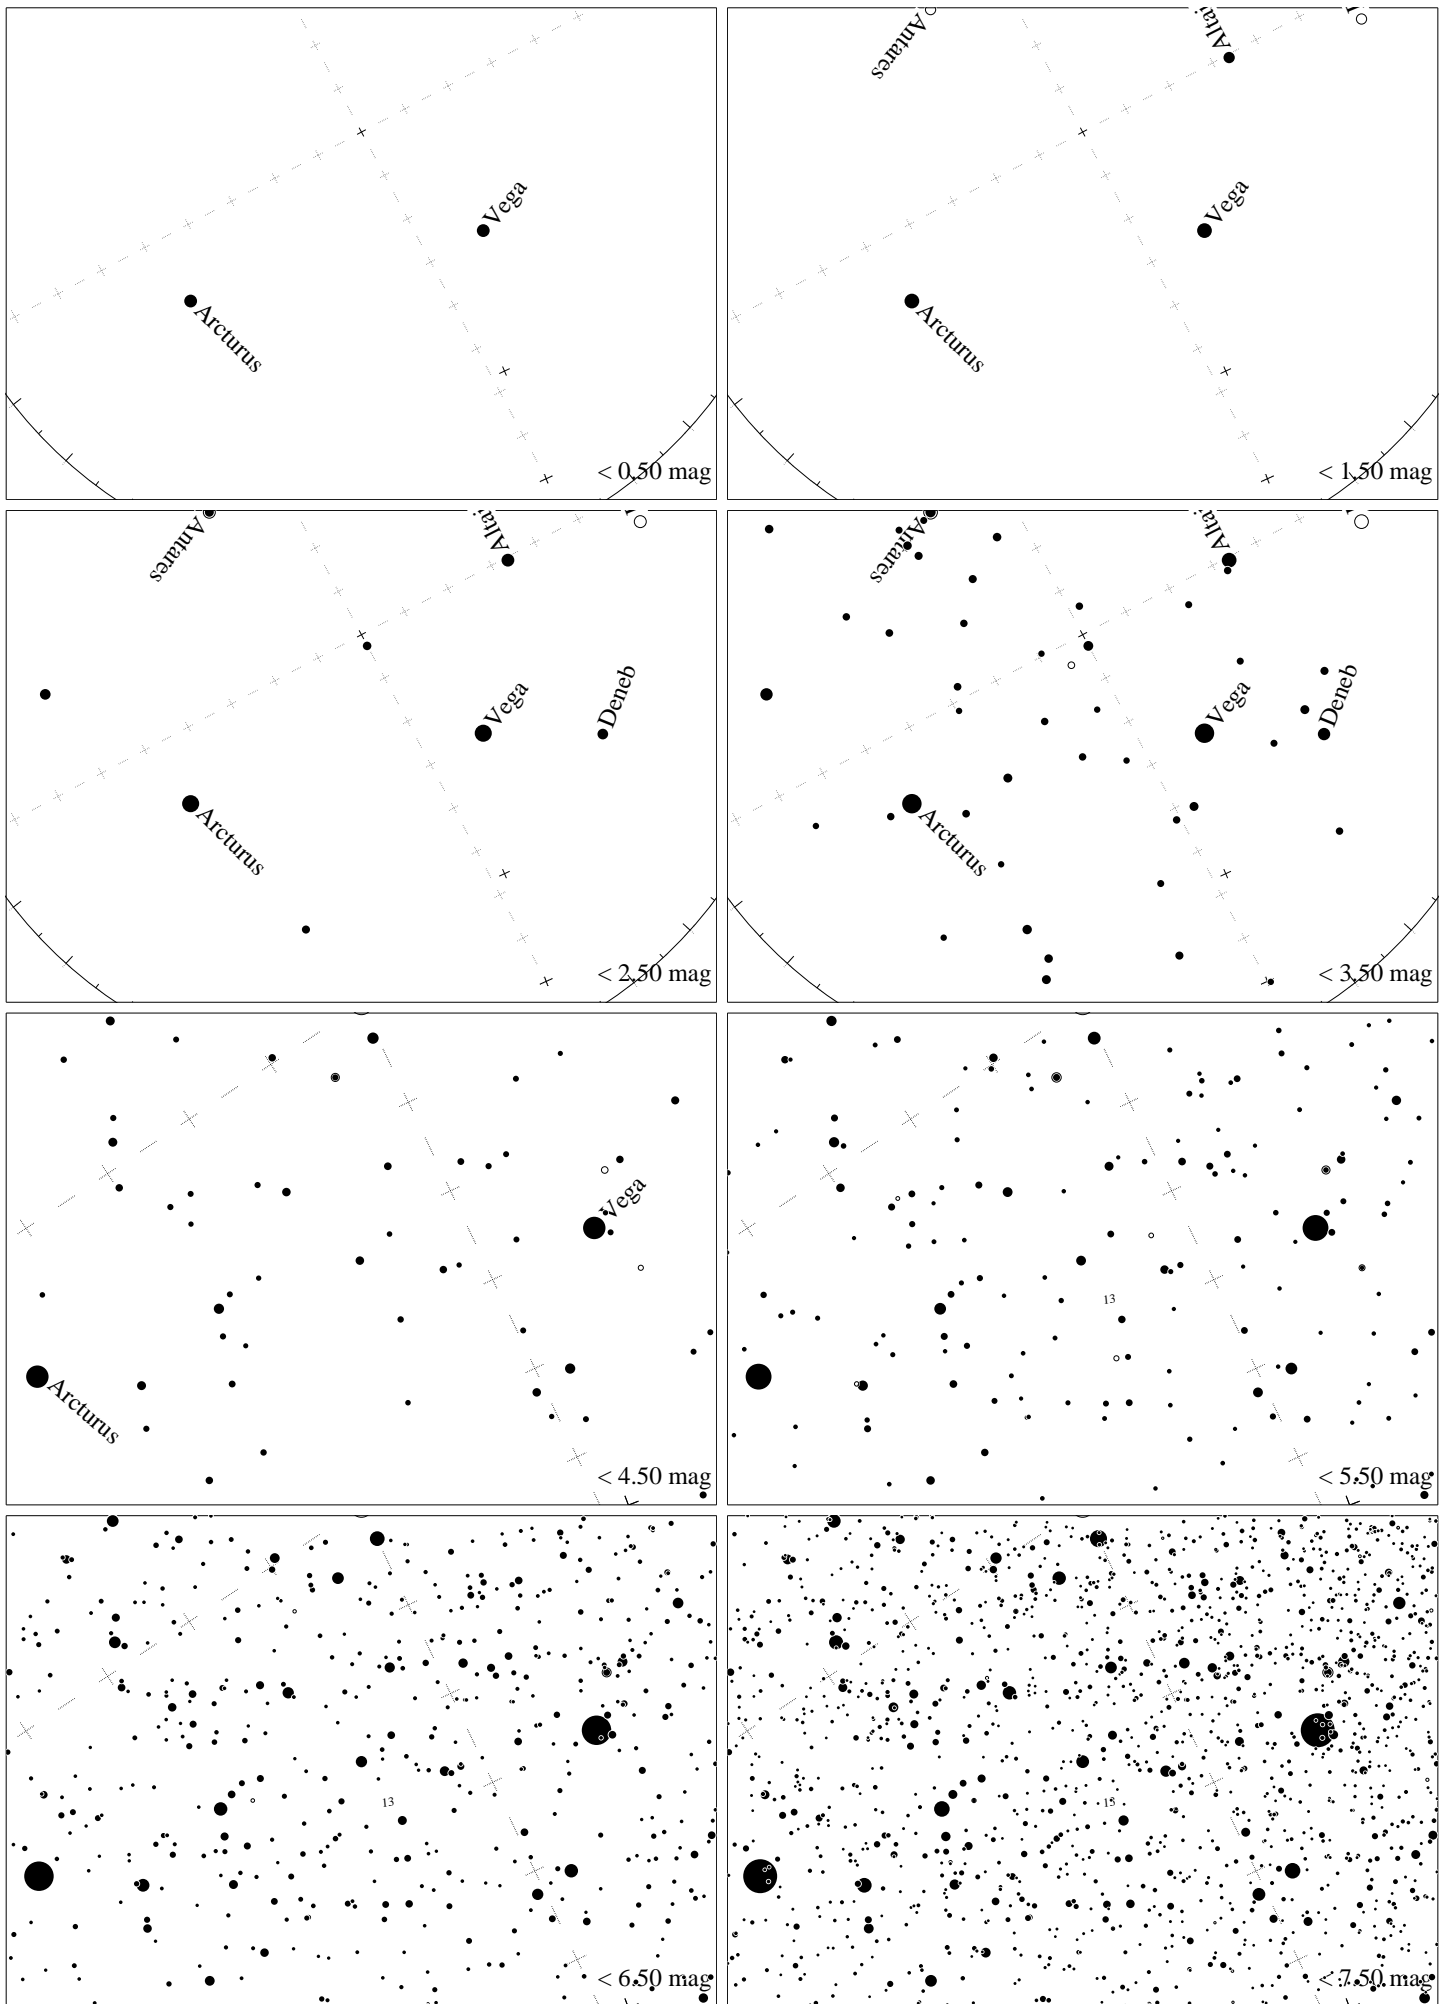 Vega
Arcturus
< 0.50 mag
Antares
Altai
Vega
Arcturus
< 1.50 mag
Antares
Altai
Vega
Deneb
Arcturus
< 2.50 mag
Antares
Altai
Vega
Deneb
Arcturus
< 3.50 mag
Vega
Arcturus
< 4.50 mag
13
< 5.50 mag
13
< 6.50 mag
13
< 7.50 mag